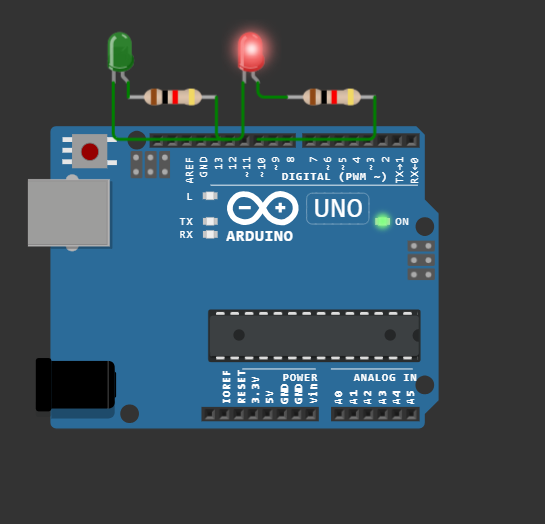 AREF
GND
13
12
~11
~10
~9
8
7
~6
~5
4
~3
2
TX→1
RX←0
DIGITAL (PWM ~)
L
TX
RX
UNO
ON
ARDUINO
POWER
ANALOG IN
IOREF
RESET
3.3V
5V
GND
GND
Vin
A0
A1
A2
A3
A4
A5